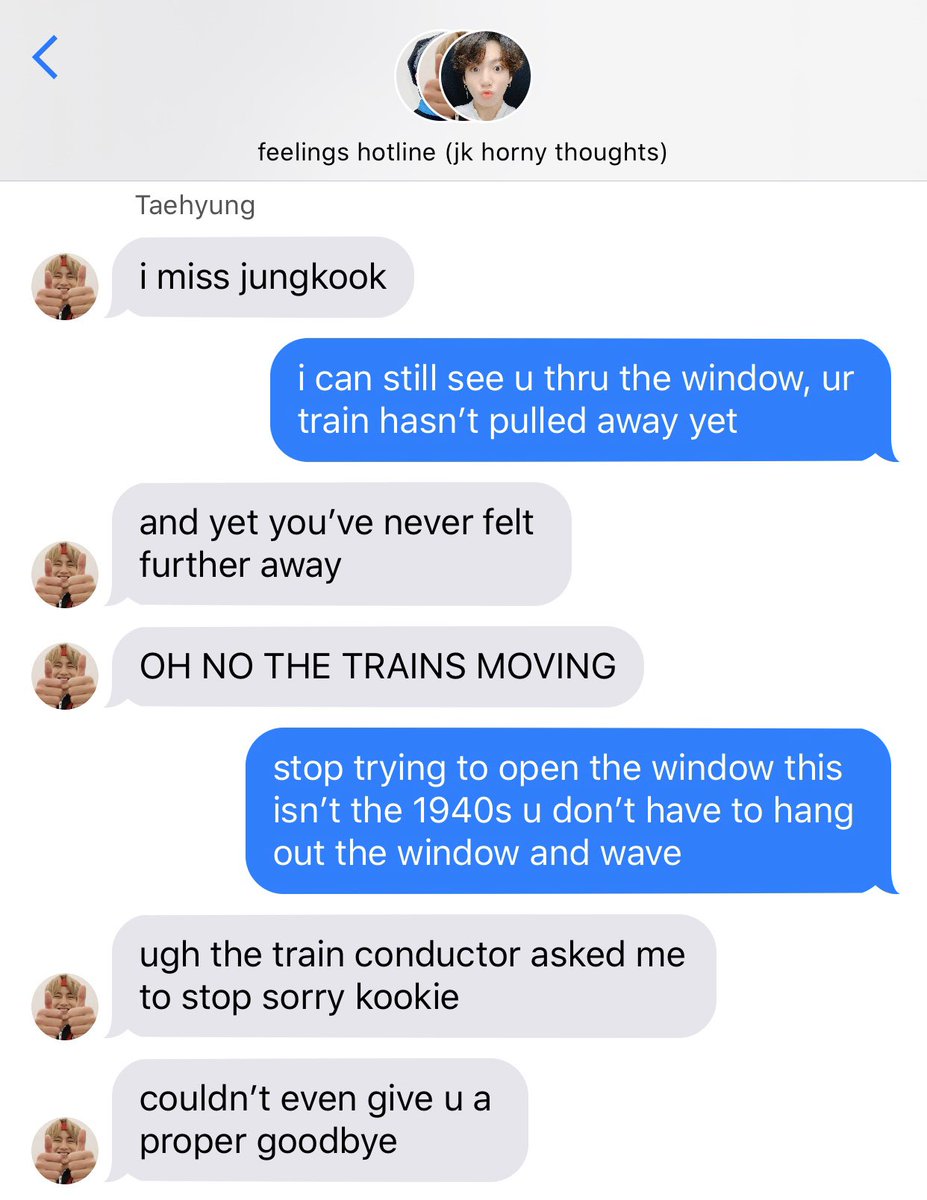 feelings hotline (jk horny thoughts)
Taehyung
i miss jungkook
i can still see u thru the window, ur
train hasn’t pulled away yet
and yet you’ve never felt
further away
OH NO THE TRAINS MOVING
stop trying to open the window this
isn’t the 1940s u don’t have to hang
out the window and wave
ugh the train conductor asked me
to stop sorry kookie
couldn’t even give u a
proper goodbye